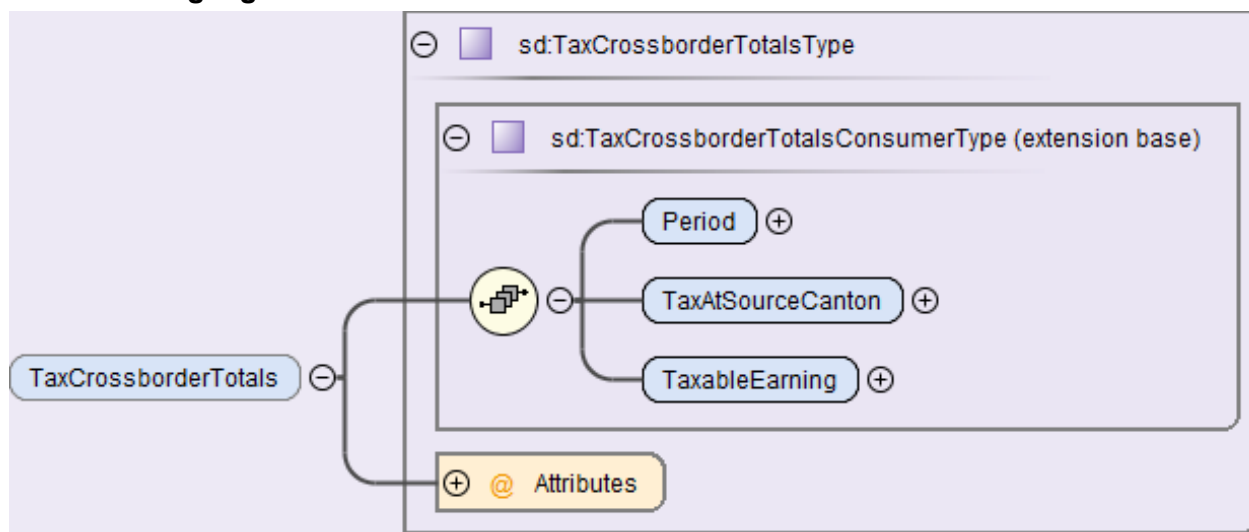 sd:TaxCrossborderTotalsType
sd:TaxCrossborderTotalsConsumerType (extension base)
Period
TaxAtSourceCanton
TaxableEarning
TaxCrossborderTotals
@ Attributes